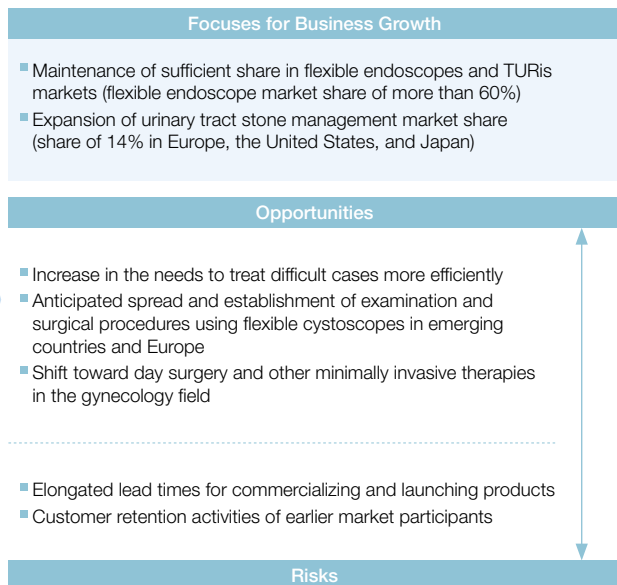 Focuses for Business Growth
Maintenance of sufficient share in flexible endoscopes and TURis
markets (flexible endoscope market share of more than 60%)
Expansion of urinary tract stone management market share
(share of 14% in Europe, the United States, and Japan)
Opportunities
Increase in the needs to treat difficult cases more efficiently
Anticipated spread and establishment of examination and
surgical procedures using flexible cystoscopes in emerging
countries and Europe
Shift toward day surgery and other minimally invasive therapies
in the gynecology field
Elongated lead times for commercializing and launching products
Customer retention activities of earlier market participants
Risks